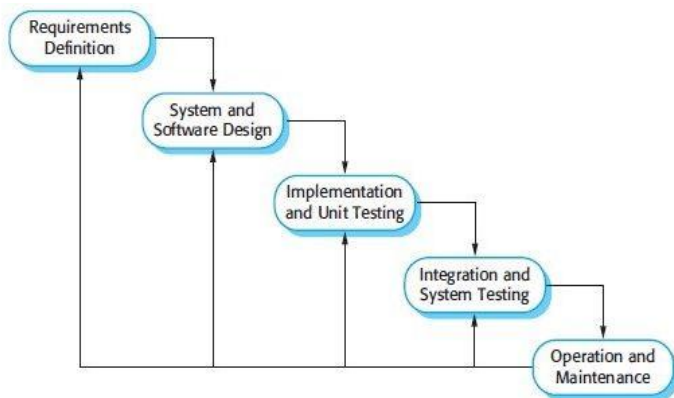 Requirements
Definition
System and
Software Design
Implementation
and Unit Testing
Integration and
System Testing
Operation and
Maintenance